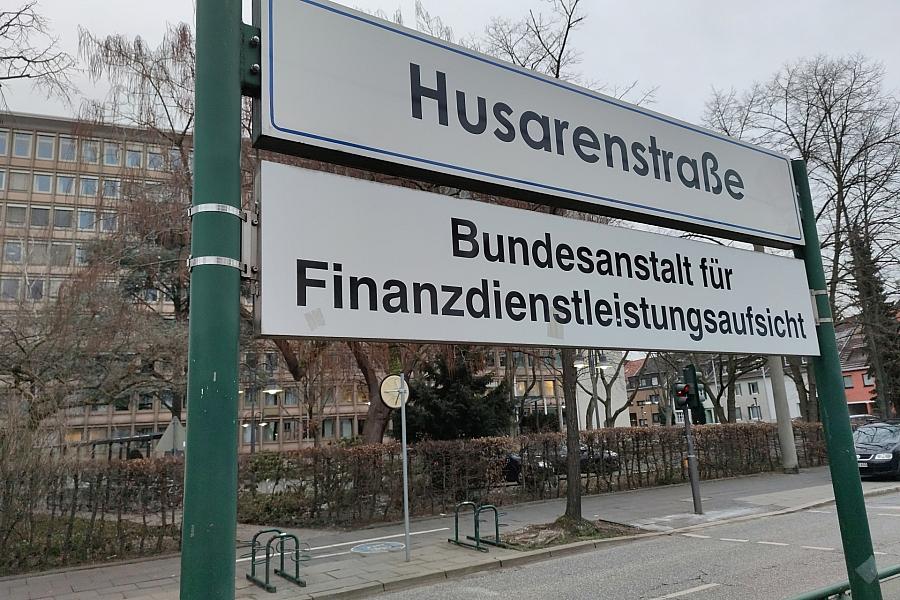 Husarenstraße
Bundesanstalt für
Finanzdienstleistungsaufsicht